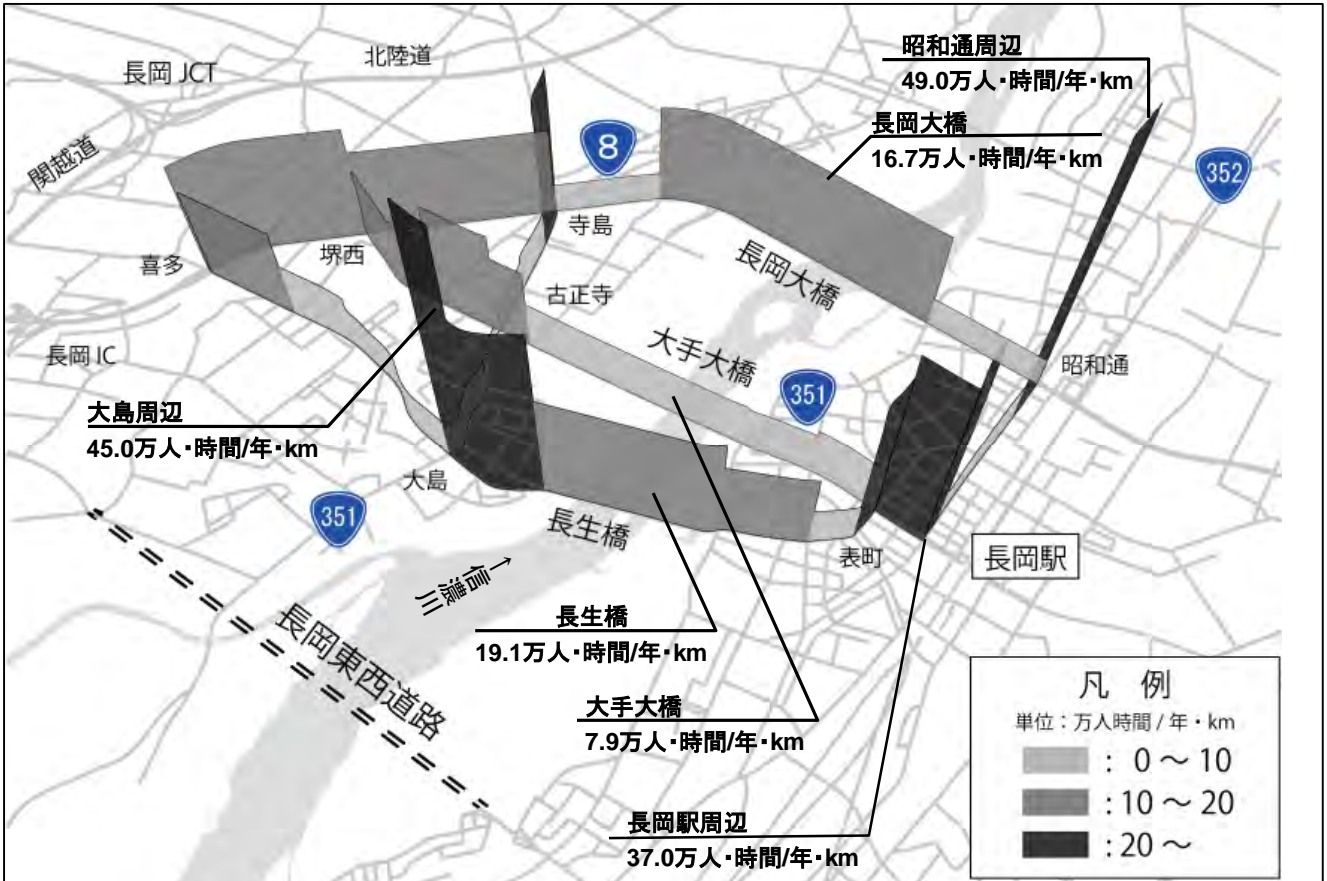 昭和通周辺
49.0万人・時間/年・km
長岡大橋
16.7万人・時間/年・km
北陸道
長岡 JCT
関越道
8
352
寺島
喜多
堺西
古正寺
長岡大橋
大手大橋
351
昭和通
長岡 IC
大島周辺
45.0万人・時間/年・km
大島
351
長生橋
←信濃川
表町
長岡駅
長岡東西道路
長生橋
19.1万人・時間/年・km
大手大橋
7.9万人・時間/年・km
長岡駅周辺
37.0万人・時間/年・km
凡 例
単位：万人時間 / 年・km
：0 ～ 10
：10 ～ 20
：20 ～